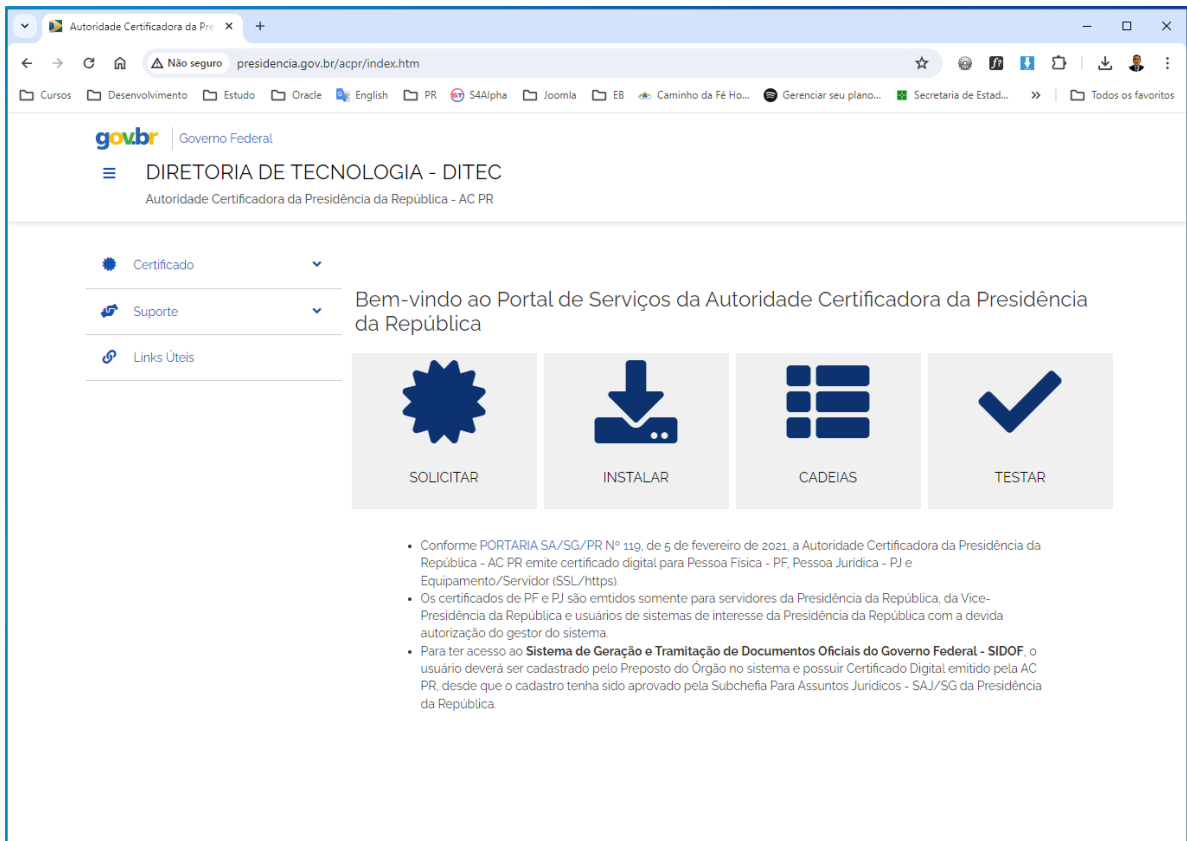 Autoridade Certificadora da Pre
Não seguro presidencia.gov.br/acpr/index.htm
Cursos Desenvolvimento Estudo Oracle English PR S4Alpha Joomla EB Caminho da Fé Ho... Gerenciar seu plano... Secretaria de Estad... » Todos os favoritos
gov.br Governo Federal
DIRETORIA DE TECNOLOGIA - DITEC
Autoridade Certificadora da Presidência da República - AC PR
Certificado
Suporte
Links Úteis
Bem-vindo ao Portal de Serviços da Autoridade Certificadora da Presidência
da República
SOLICITAR INSTALAR CADEIAS TESTAR
• Conforme PORTARIA SA/SG/PR Nº 119, de 5 de fevereiro de 2021, a Autoridade Certificadora da Presidência da
República - AC PR emite certificado digital para Pessoa Física - PF, Pessoa Jurídica - PJ e
Equipamento/Servidor (SSL/https).
• Os certificados de PF e PJ são emtidos somente para servidores da Presidência da República, da Vice-
Presidência da República e usuários de sistemas de interesse da Presidência da República com a devida
autorização do gestor do sistema.
• Para ter acesso ao Sistema de Geração e Tramitação de Documentos Oficiais do Governo Federal - SIDOF, o
usuário deverá ser cadastrado pelo Preposto do Órgão no sistema e possuir Certificado Digital emitido pela AC
PR, desde que o cadastro tenha sido aprovado pela Subchefia Para Assuntos Juridicos - SAJ/SG da Presidência
da República.